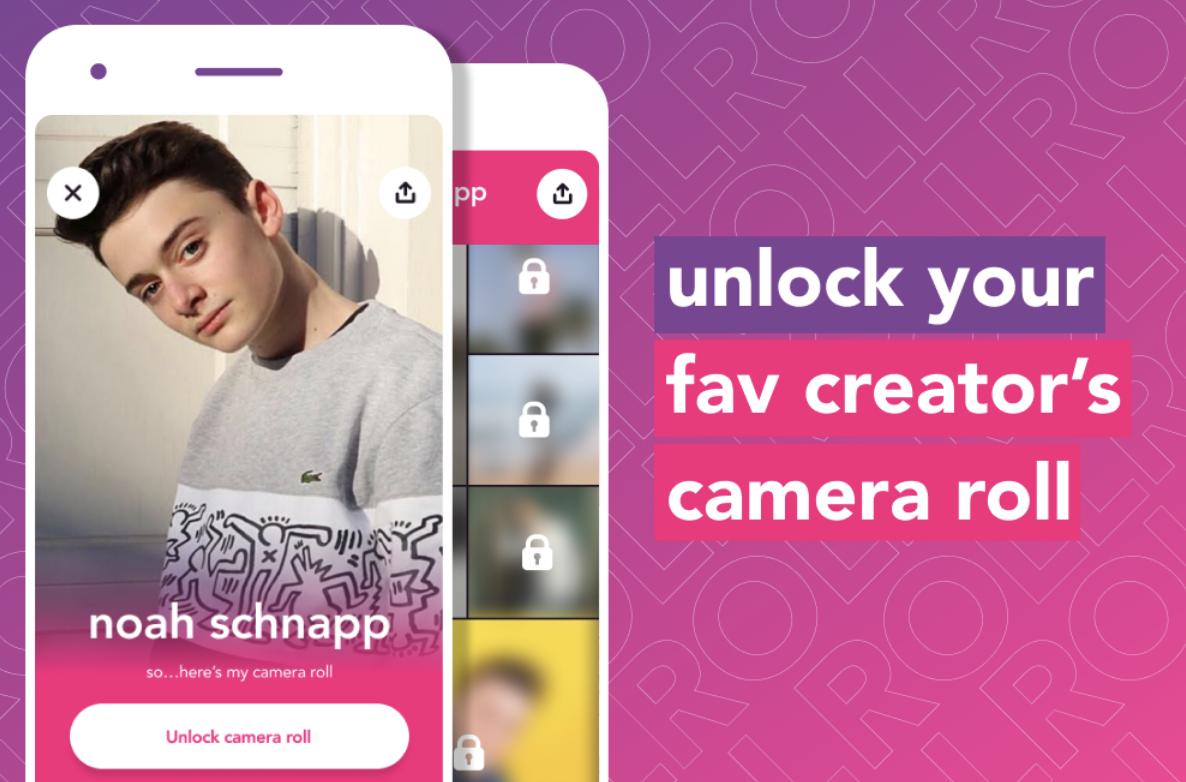 pp
noah schnapp
so...here's my camera roll
Unlock camera roll
unlock your
fav creator's
camera roll